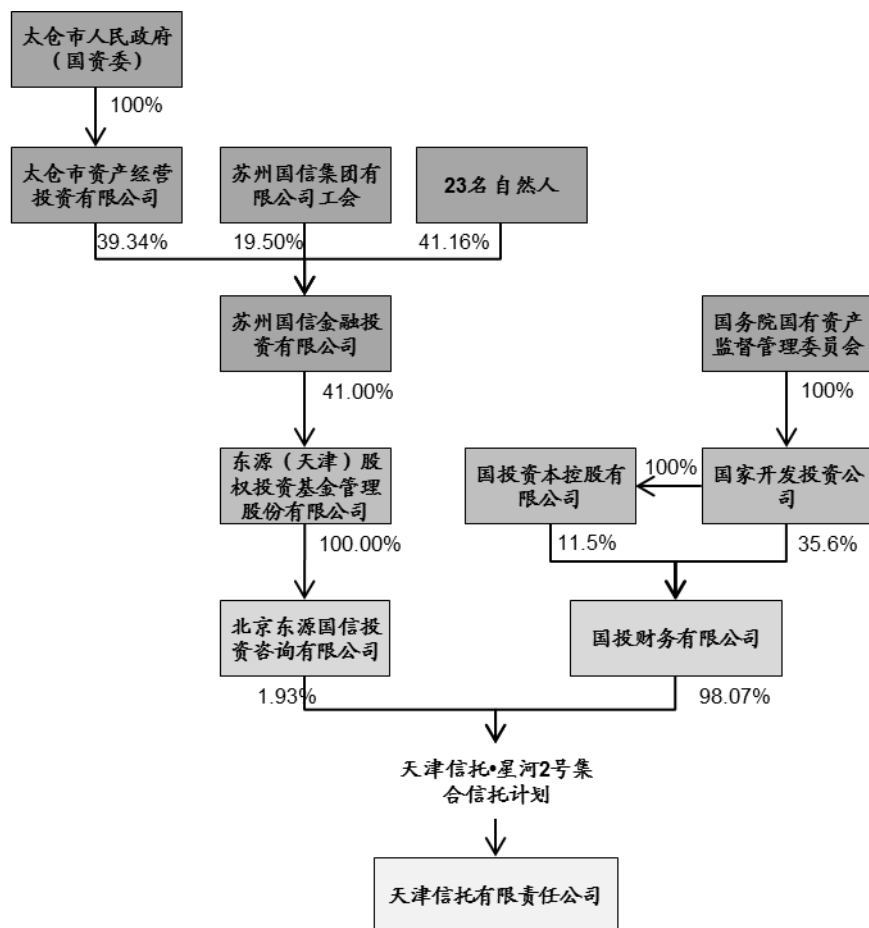 太仓市人民政府
（国资委）
100%
太仓市资产经营
投资有限公司
苏州国信集团有
限公司工会
23名自然人
39.34%
19.50%
41.16%
苏州国信金融投
资有限公司
国务院国有资产
监督管理委员会
41.00%
100%
东源（天津）股
权投资基金管理
股份有限公司
国投资本控股有
限公司
100%
国家开发投资公
司
100.00%
11.5%
35.6%
北京东源国信投
资咨询有限公司
国投财务有限公司
1.93%
98.07%
天津信托•星河2号集
合信托计划
天津信托有限责任公司